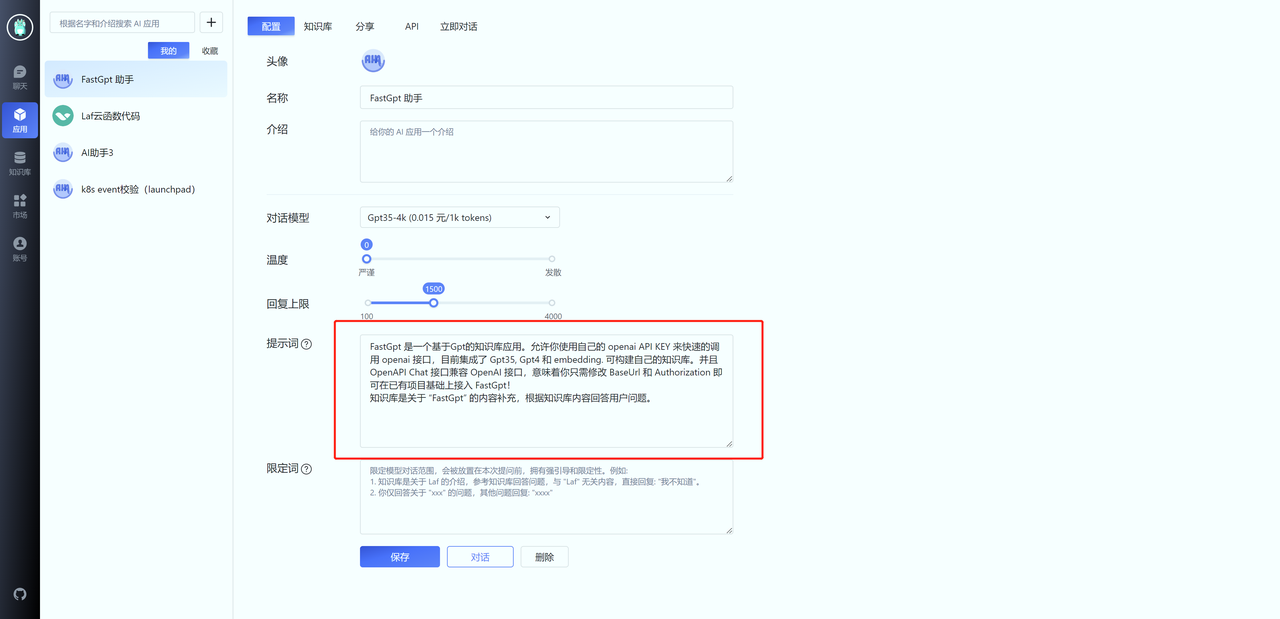 根据名字和介绍搜索 AI 应用
我的
收藏
FastGpt 助手
Laf云函数代码
AI助手3
k8s event校验（launchpad）
聊天
应用
知识库
市场
账号
配置
知识库
分享
API
立即对话
头像
名称
FastGpt 助手
介绍
给你的 AI 应用一个介绍
对话模型
Gpt35-4k (0.015 元/1k tokens)
温度
0
严谨
发散
回复上限
1500
100
4000
提示词
FastGpt 是一个基于Gpt的知识库应用。允许你使用自己的 openai API KEY 来快速的调
用 openai 接口，目前集成了 Gpt35, Gpt4 和 embedding. 可构建自己的知识库。并且
OpenAPI Chat 接口兼容 OpenAI 接口，意味着你只需修改 BaseUrl 和 Authorization 即
可在已有项目基础上接入 FastGpt！
知识库是关于 “FastGpt” 的内容补充，根据知识库内容回答用户问题。
限定词
限定模型对话范围，会被放置在本次提问前，拥有强引导和限定性。例如:
1. 知识库是关于 Laf 的介绍，参考知识库回答问题，与 "Laf" 无关内容，直接回复: "我不知道"。
2. 你仅回答关于 "xxx" 的问题，其他问题回复: "xxxx"
保存
对话
删除